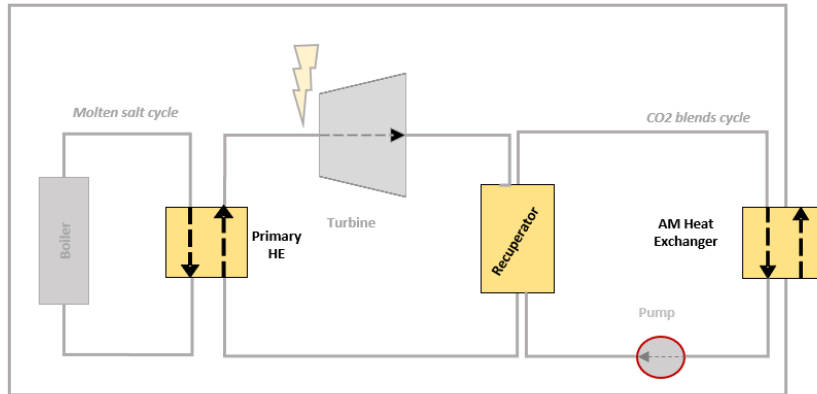 Molten salt cycle
CO2 blends cycle
Boiler
Primary
HE
Turbine
Recuperator
AM Heat
Exchanger
Pump